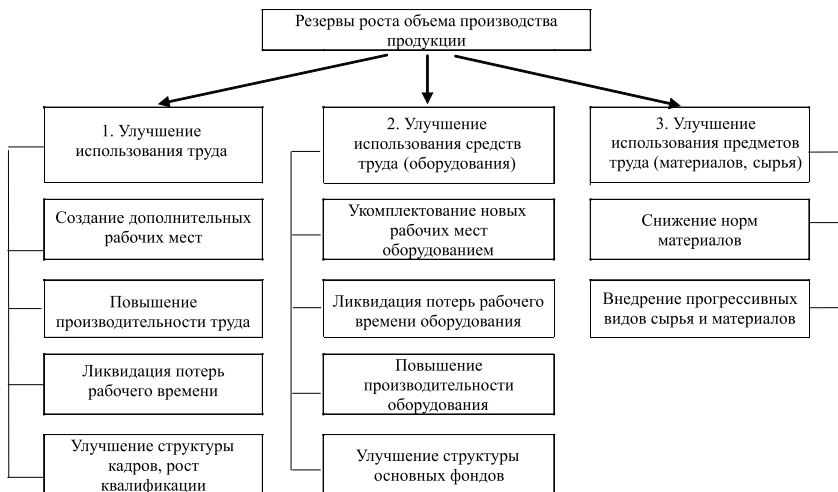 Резервы роста объема производства
продукции
1. Улучшение
использования труда
Создание дополнительных
рабочих мест
Повышение
производительности труда
Ликвидация потерь
рабочего времени
Улучшение структуры
кадров, рост
квалификации
2. Улучшение
использования средств
труда (оборудования)
Укомплектование новых
рабочих мест
оборудованием
Ликвидация потерь рабочего
времени оборудования
Повышение
производительности
оборудования
Улучшение структуры
основных фондов
3. Улучшение
использования предметов
труда (материалов, сырья)
Снижение норм
материалов
Внедрение прогрессивных
видов сырья и материалов